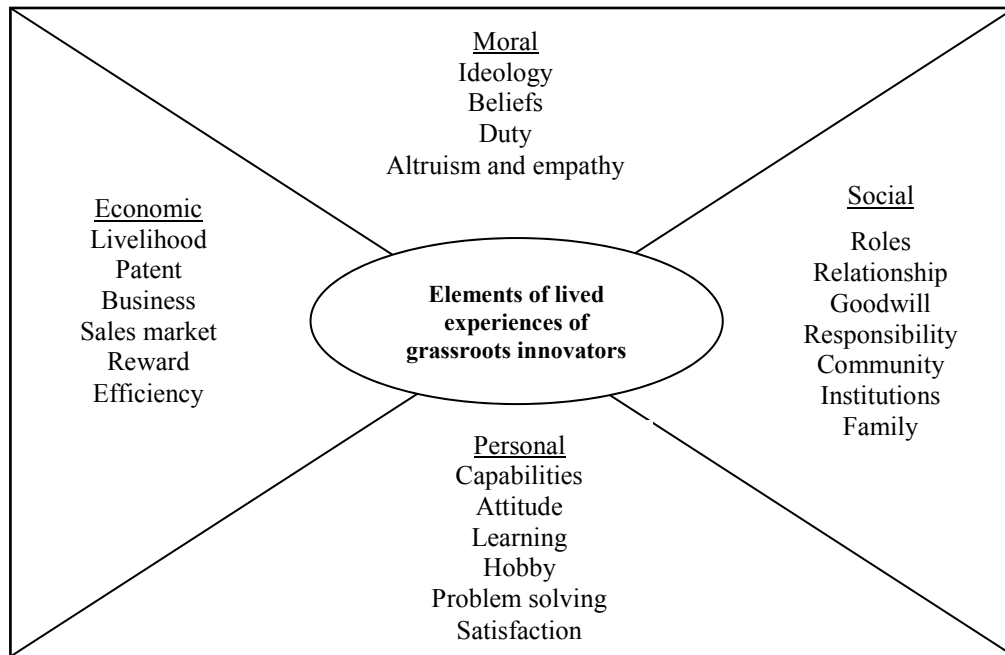 Moral
Ideology
Beliefs
Duty
Altruism and empathy
Economic
Livelihood
Patent
Business
Sales market
Reward
Efficiency
Elements of lived
experiences of
grassroots innovators
Social
Roles
Relationship
Goodwill
Responsibility
Community
Institutions
Family
Personal
Capabilities
Attitude
Learning
Hobby
Problem solving
Satisfaction